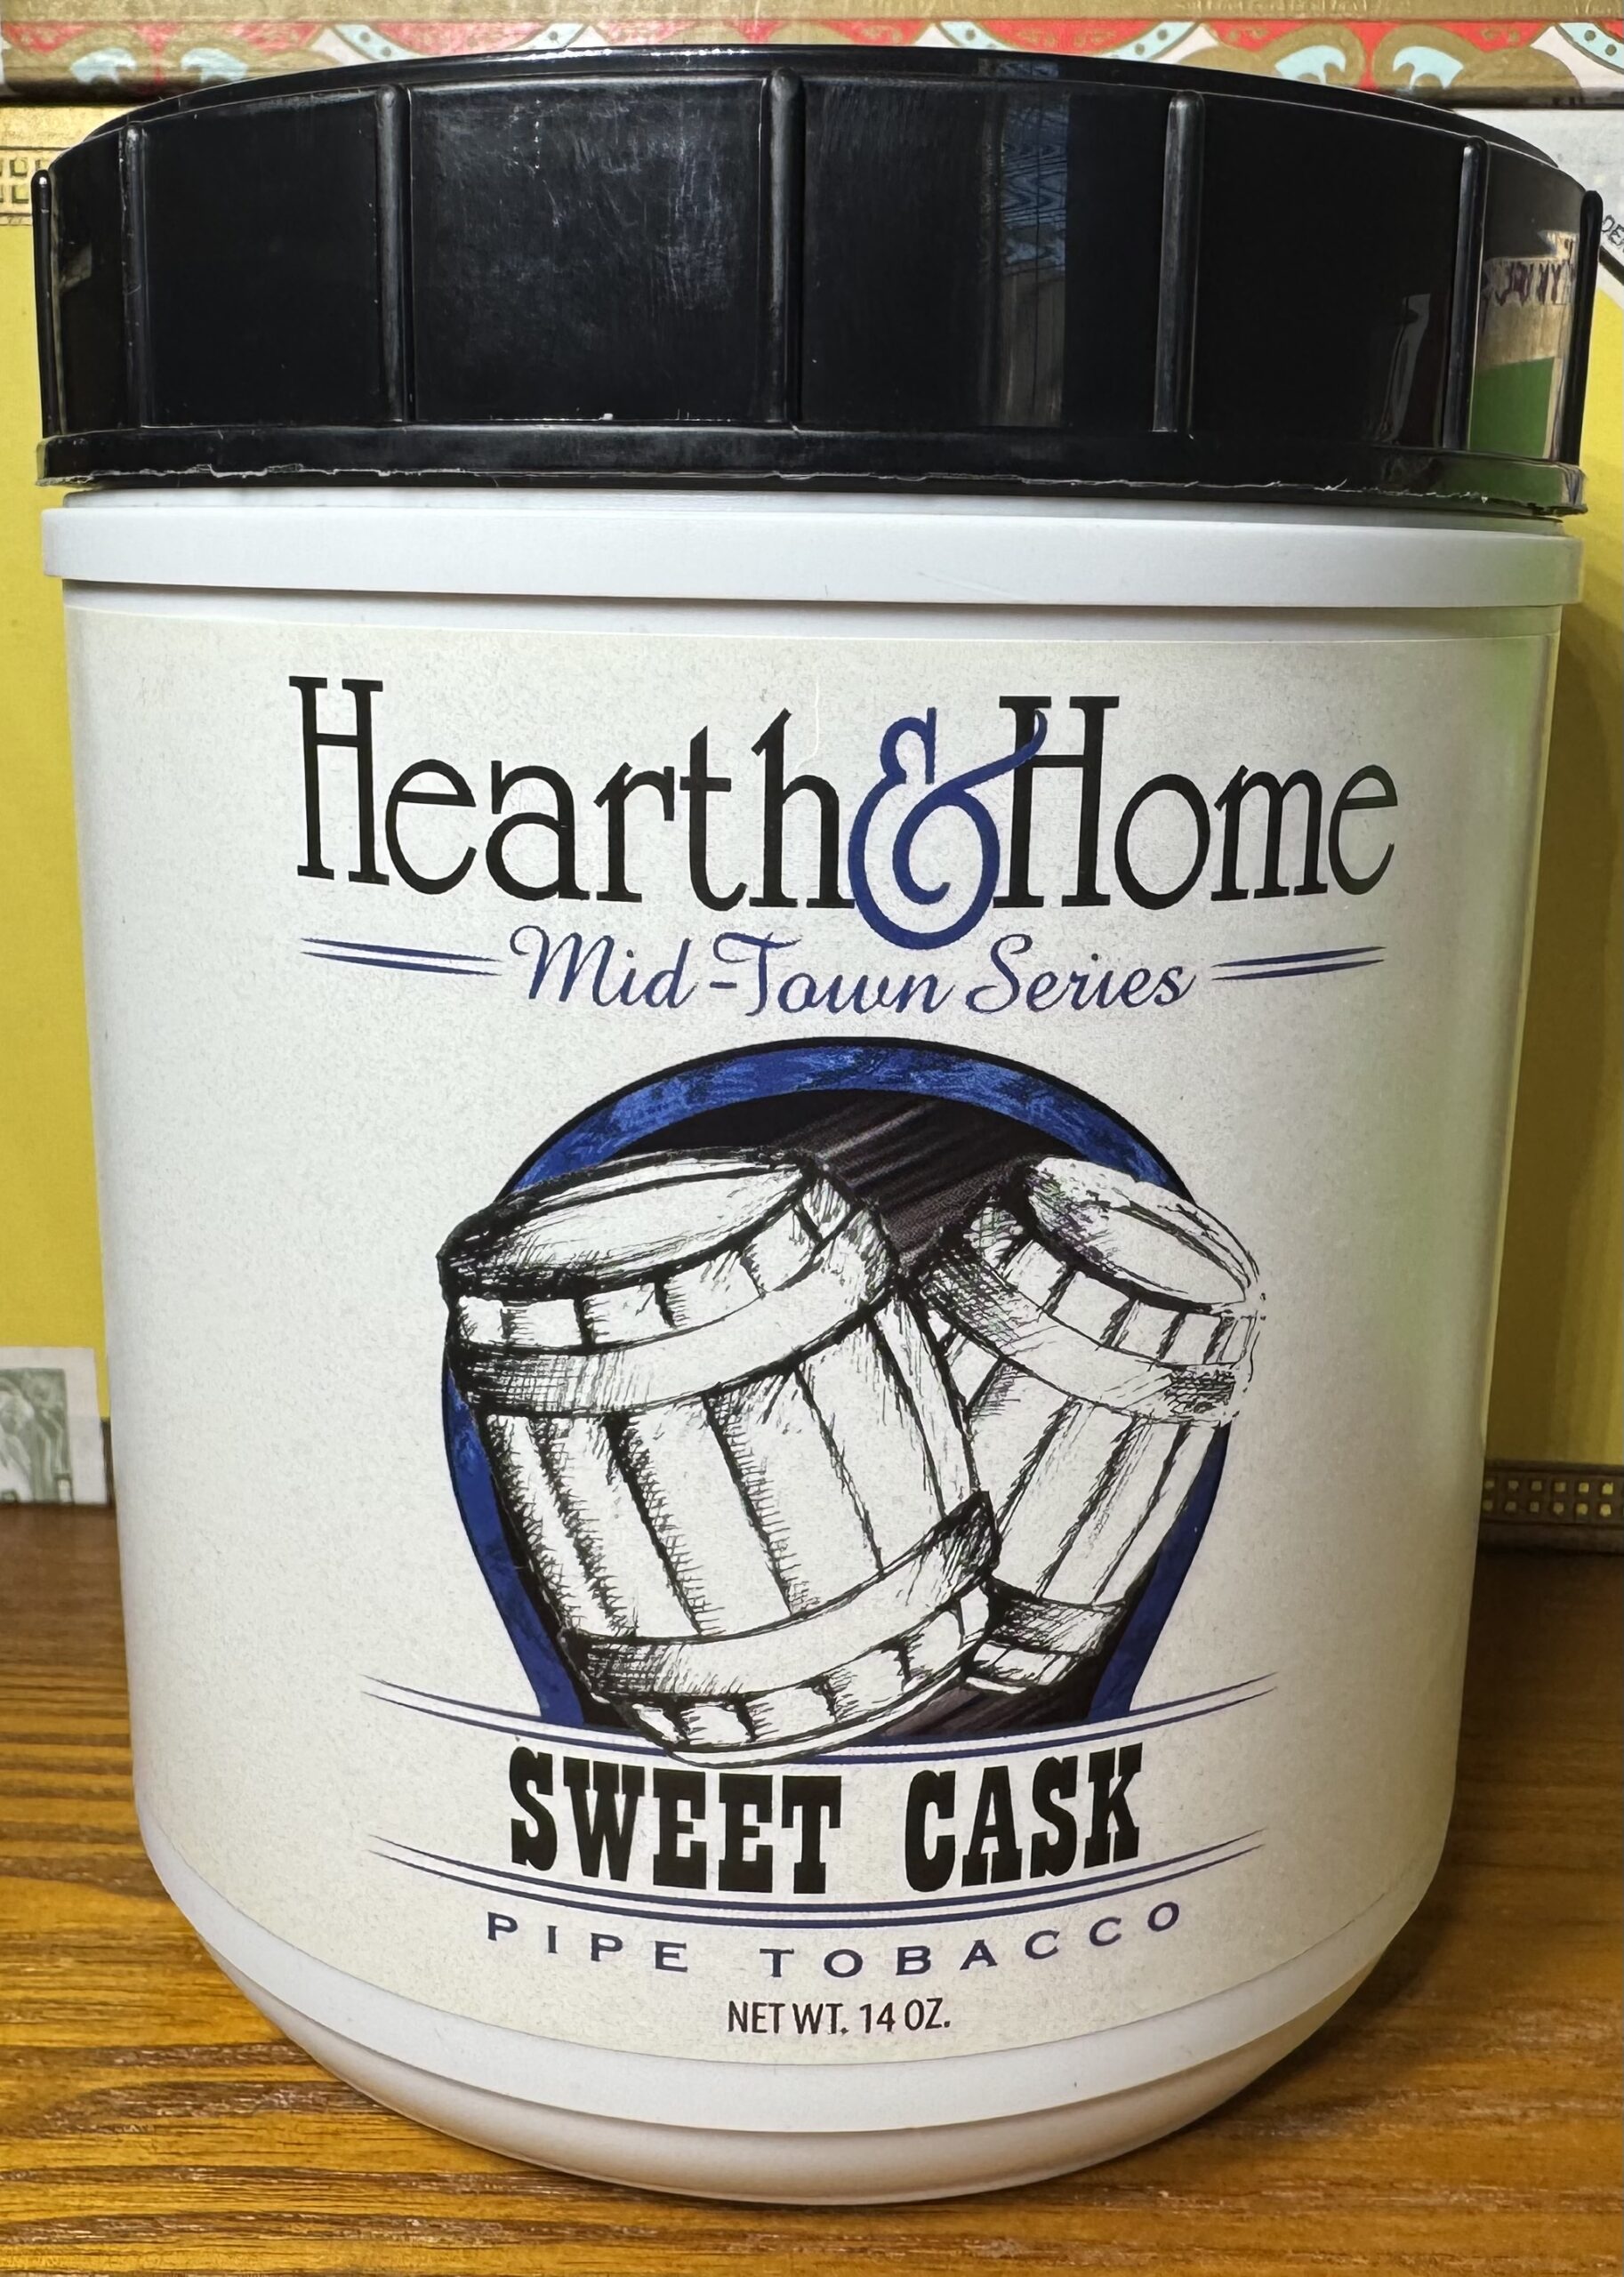 Hearth & Home
Mid-Town Series
SWEET CASK
PIPE TOBACCO
NET WT. 14 OZ.